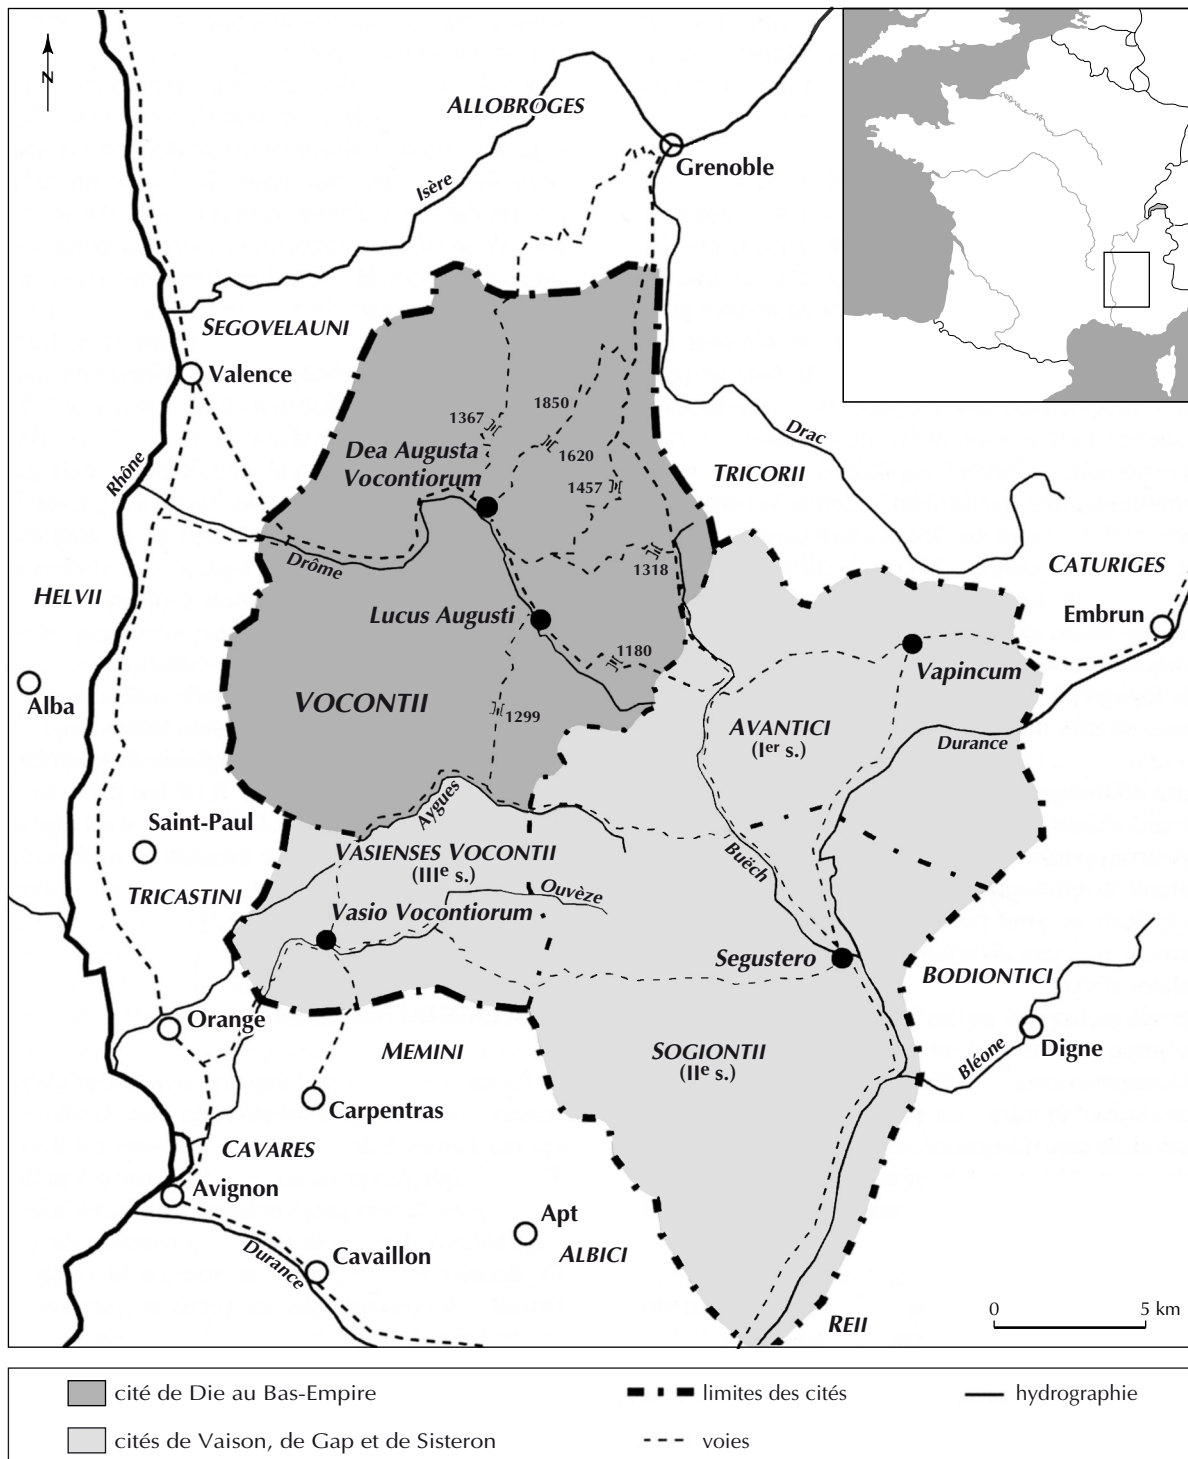 N
ALLOBROGES
Isère
Grenoble
SEGOVELAUNI
Valence
1367
1850
Dea Augusta
Vocontiorum
1620
1457
Drac
TRICORII
Rhône
Drôme
1318
HELVII
CATURIGES
Embrun
Lucus Augusti
1180
Vapincum
Alba
VOCONTII
1299
AVANTICI
(Ier s.)
Durance
Aygues
Saint-Paul
VASIENSES VOCONTII
(IIIe s.)
Buëch
TRICASTINI
Ouvèze
Vasio Vocontiorum
Segustero
BODIONTICI
Orange
MEMINI
SOGIONTII
(IIe s.)
Bléone
Digne
Carpentras
CAVARES
Avignon
Apt
ALBICI
Durance
Cavaillon
REII
0 5 km
cité de Die au Bas-Empire
limites des cités
hydrographie
cités de Vaison, de Gap et de Sisteron
voies